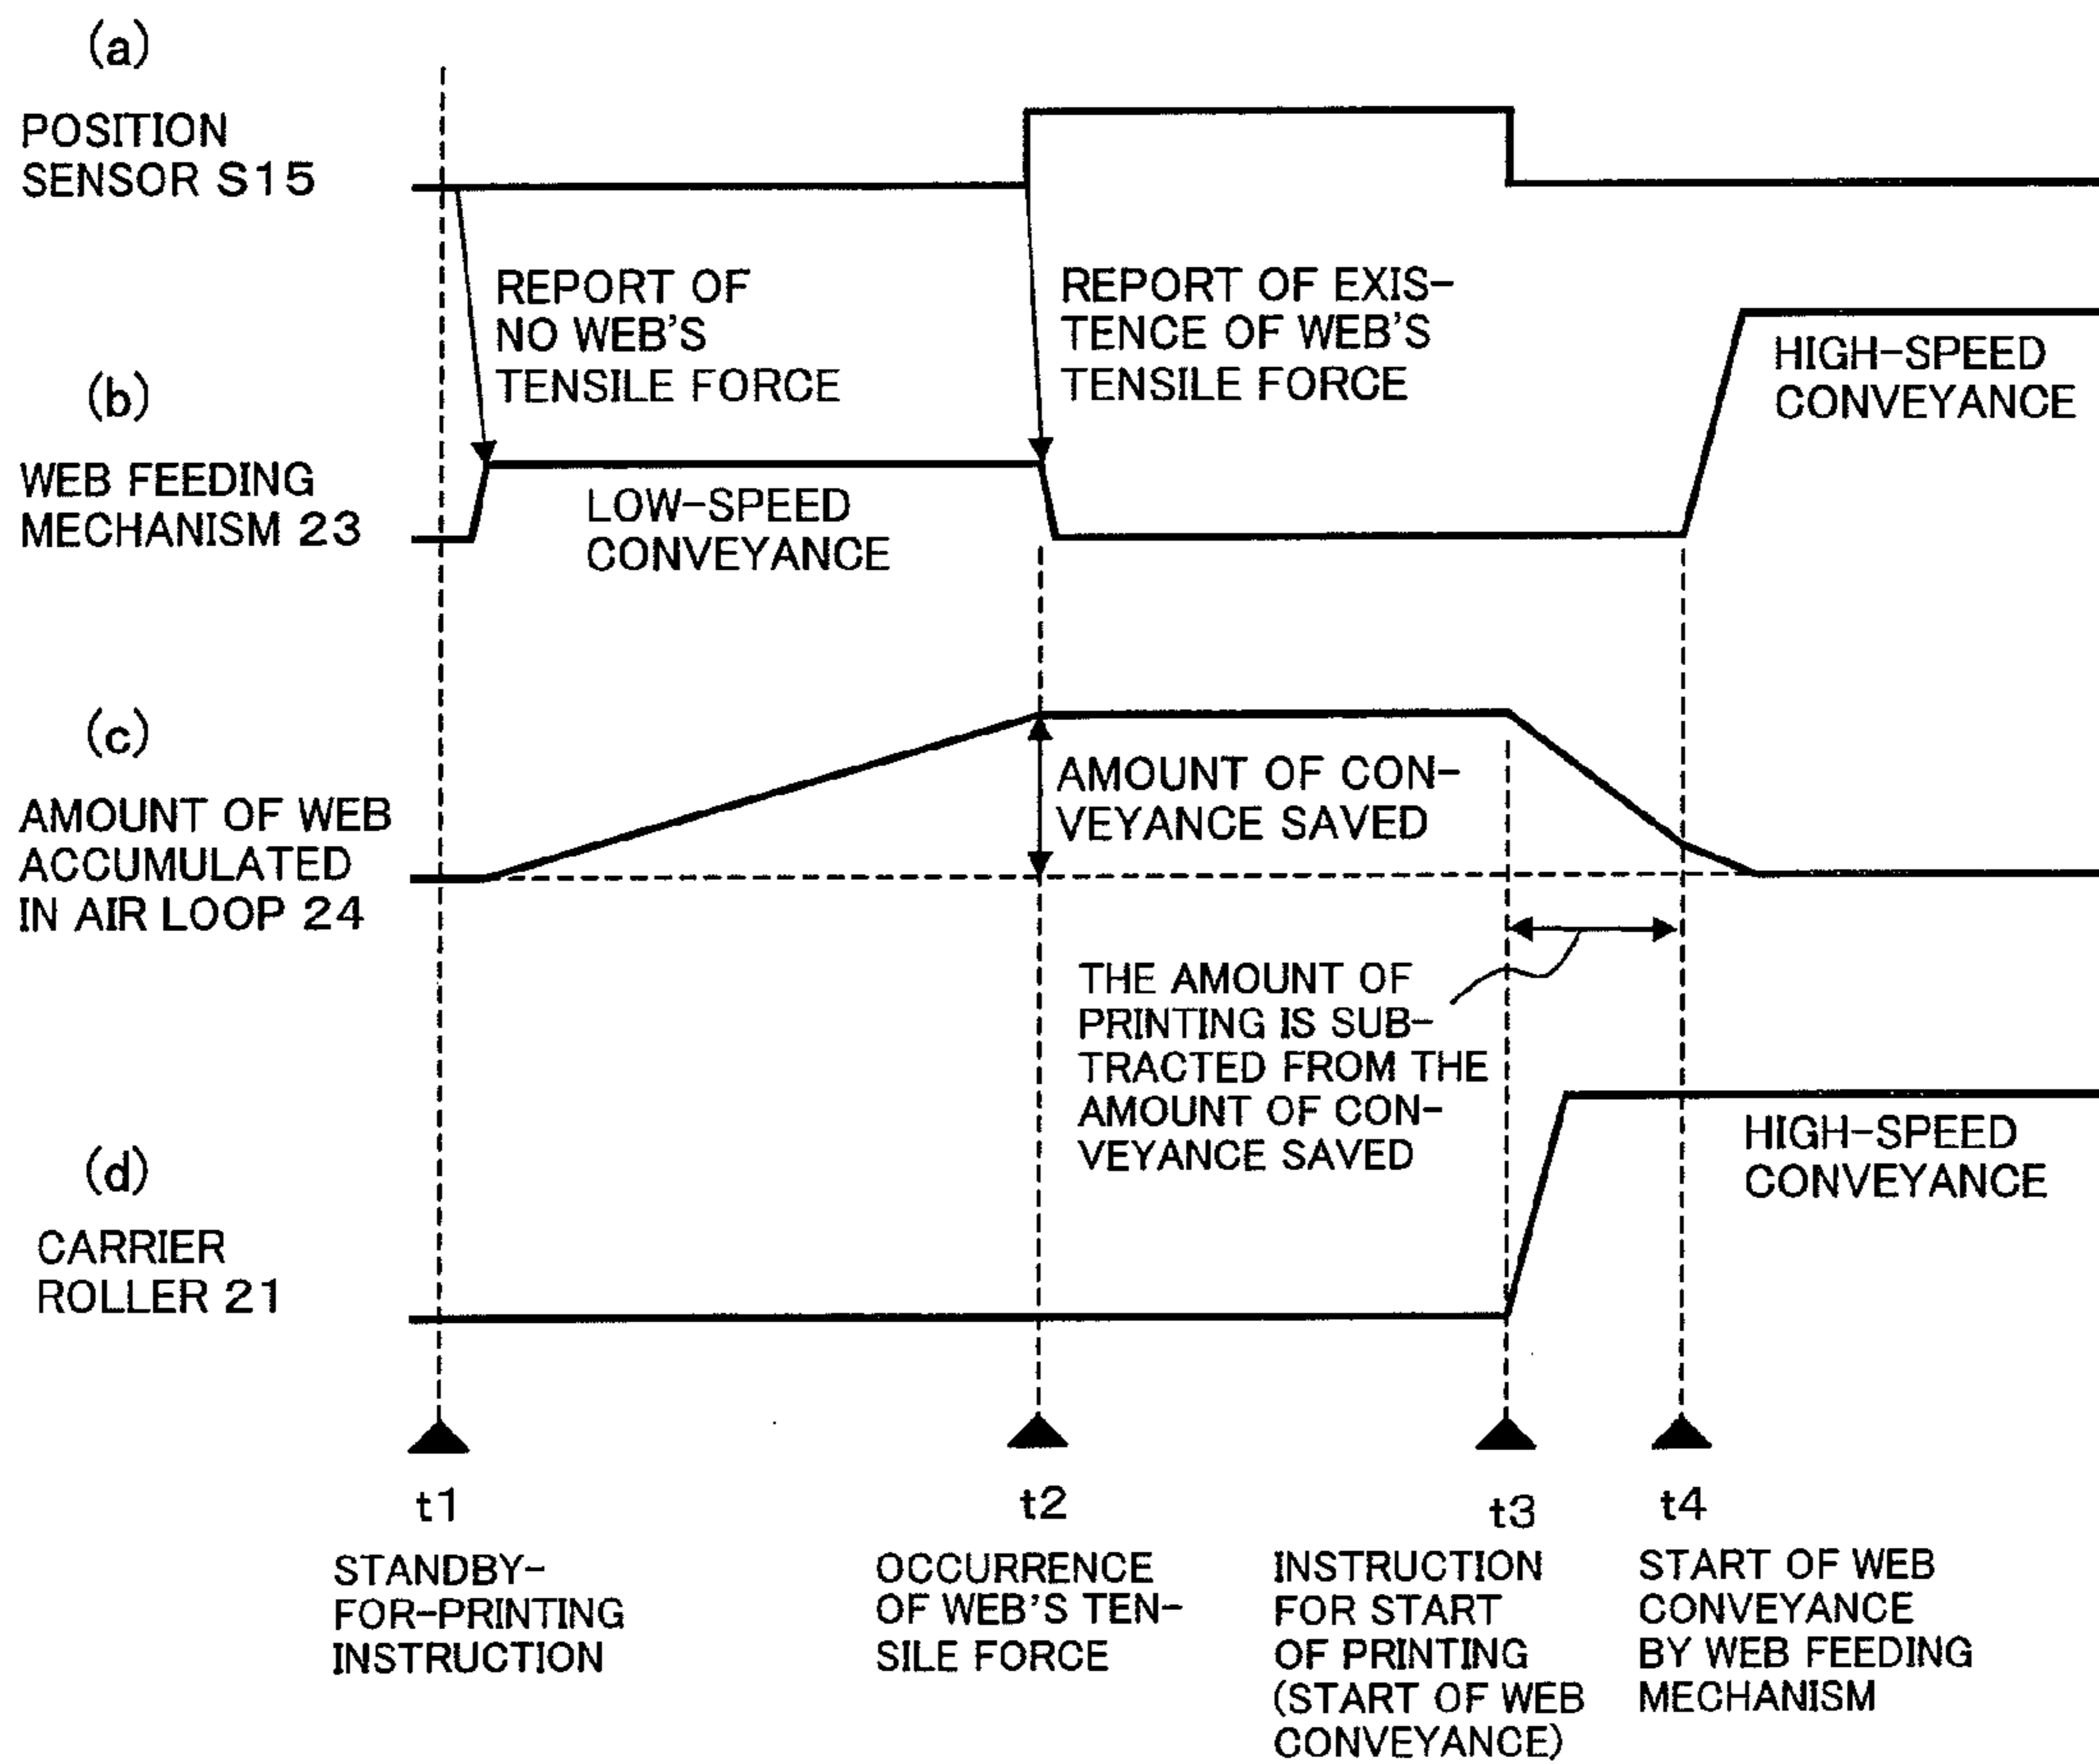 (a)
POSITION
SENSOR S15
REPORT OF
NO WEB'S
TENSILE FORCE
REPORT OF EXIS-
TENCE OF WEB'S
TENSILE FORCE
HIGH-SPEED
CONVEYANCE
(b)
WEB FEEDING
MECHANISM 23
LOW-SPEED
CONVEYANCE
(c)
AMOUNT OF WEB
ACCUMULATED
IN AIR LOOP 24
AMOUNT OF CON-
VEYANCE SAVED
THE AMOUNT OF
PRINTING IS SUB-
TRACTED FROM THE
AMOUNT OF CON-
VEYANCE SAVED
HIGH-SPEED
CONVEYANCE
(d)
CARRIER
ROLLER 21
t1
STANDBY-
FOR-PRINTING
INSTRUCTION
t2
OCCURRENCE
OF WEB'S TEN-
SILE FORCE
t3
INSTRUCTION
FOR START
OF PRINTING
(START OF WEB
CONVEYANCE)
t4
START OF WEB
CONVEYANCE
BY WEB FEEDING
MECHANISM